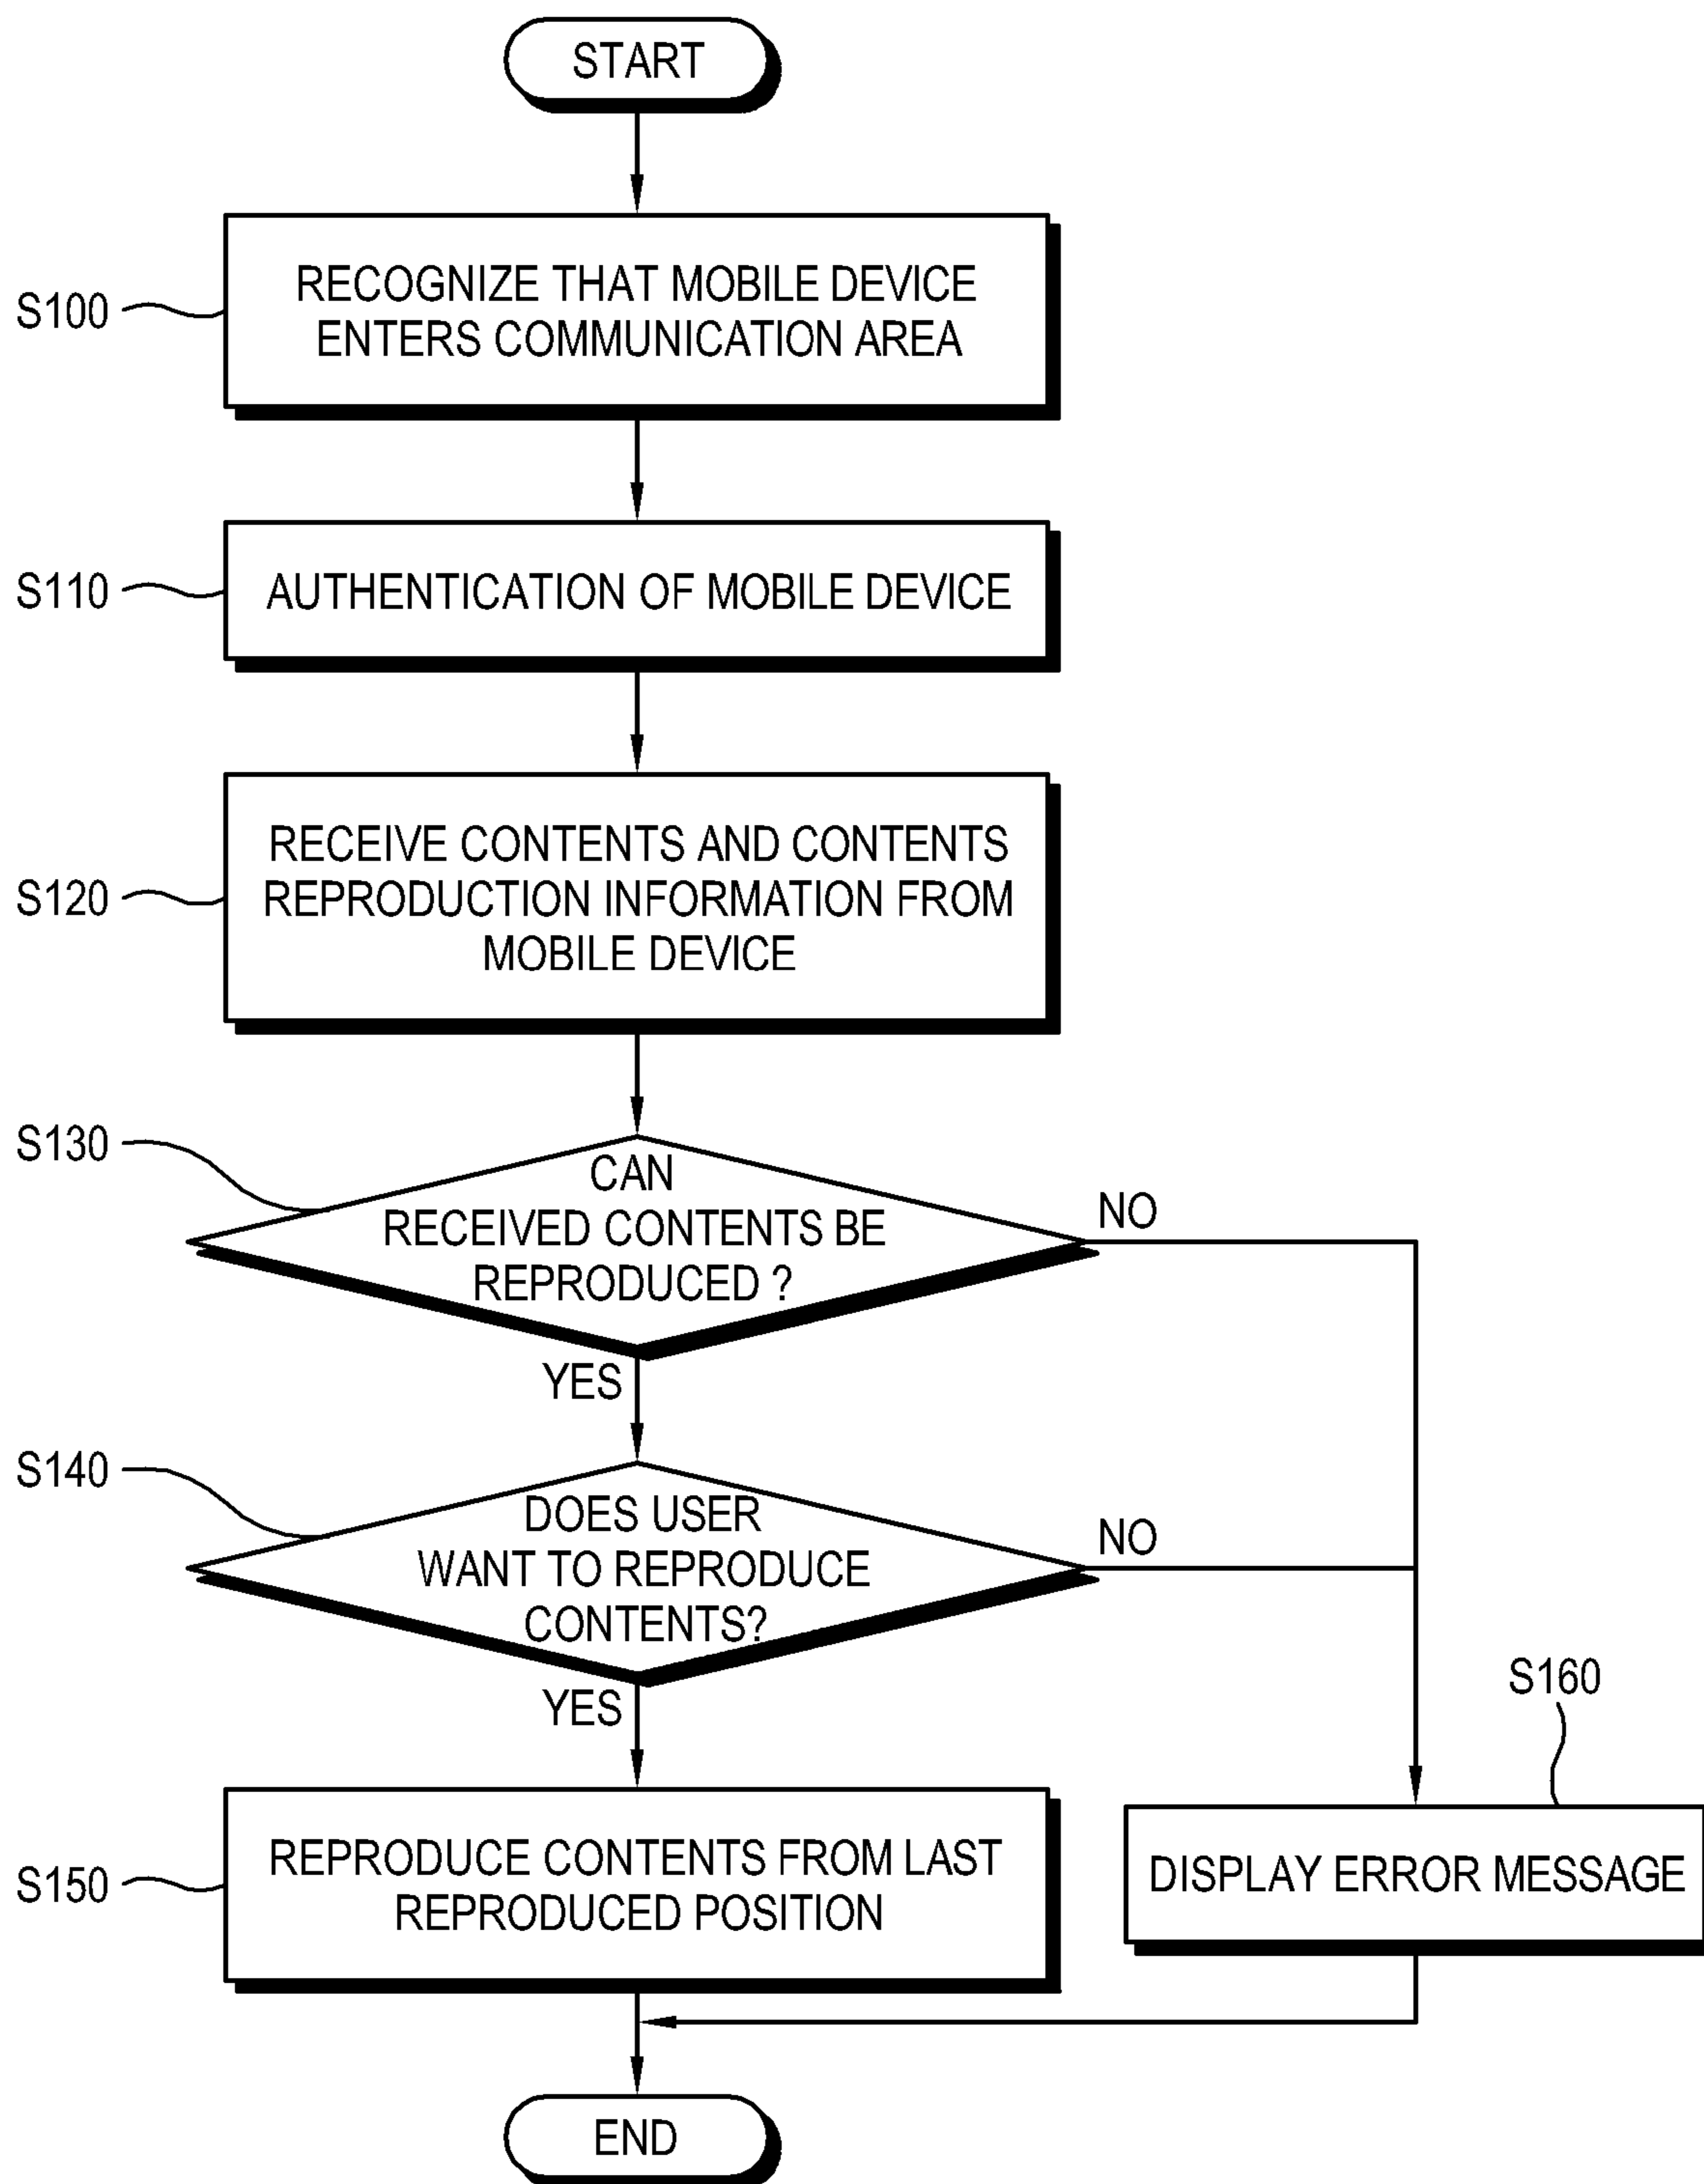 START
S100
RECOGNIZE THAT MOBILE DEVICE
ENTERS COMMUNICATION AREA
S110
AUTHENTICATION OF MOBILE DEVICE
S120
RECEIVE CONTENTS AND CONTENTS
REPRODUCTION INFORMATION FROM
MOBILE DEVICE
S130
CAN
RECEIVED CONTENTS BE
REPRODUCED ?
NO
YES
S140
DOES USER
WANT TO REPRODUCE
CONTENTS?
NO
YES
S150
REPRODUCE CONTENTS FROM LAST
REPRODUCED POSITION
S160
DISPLAY ERROR MESSAGE
END